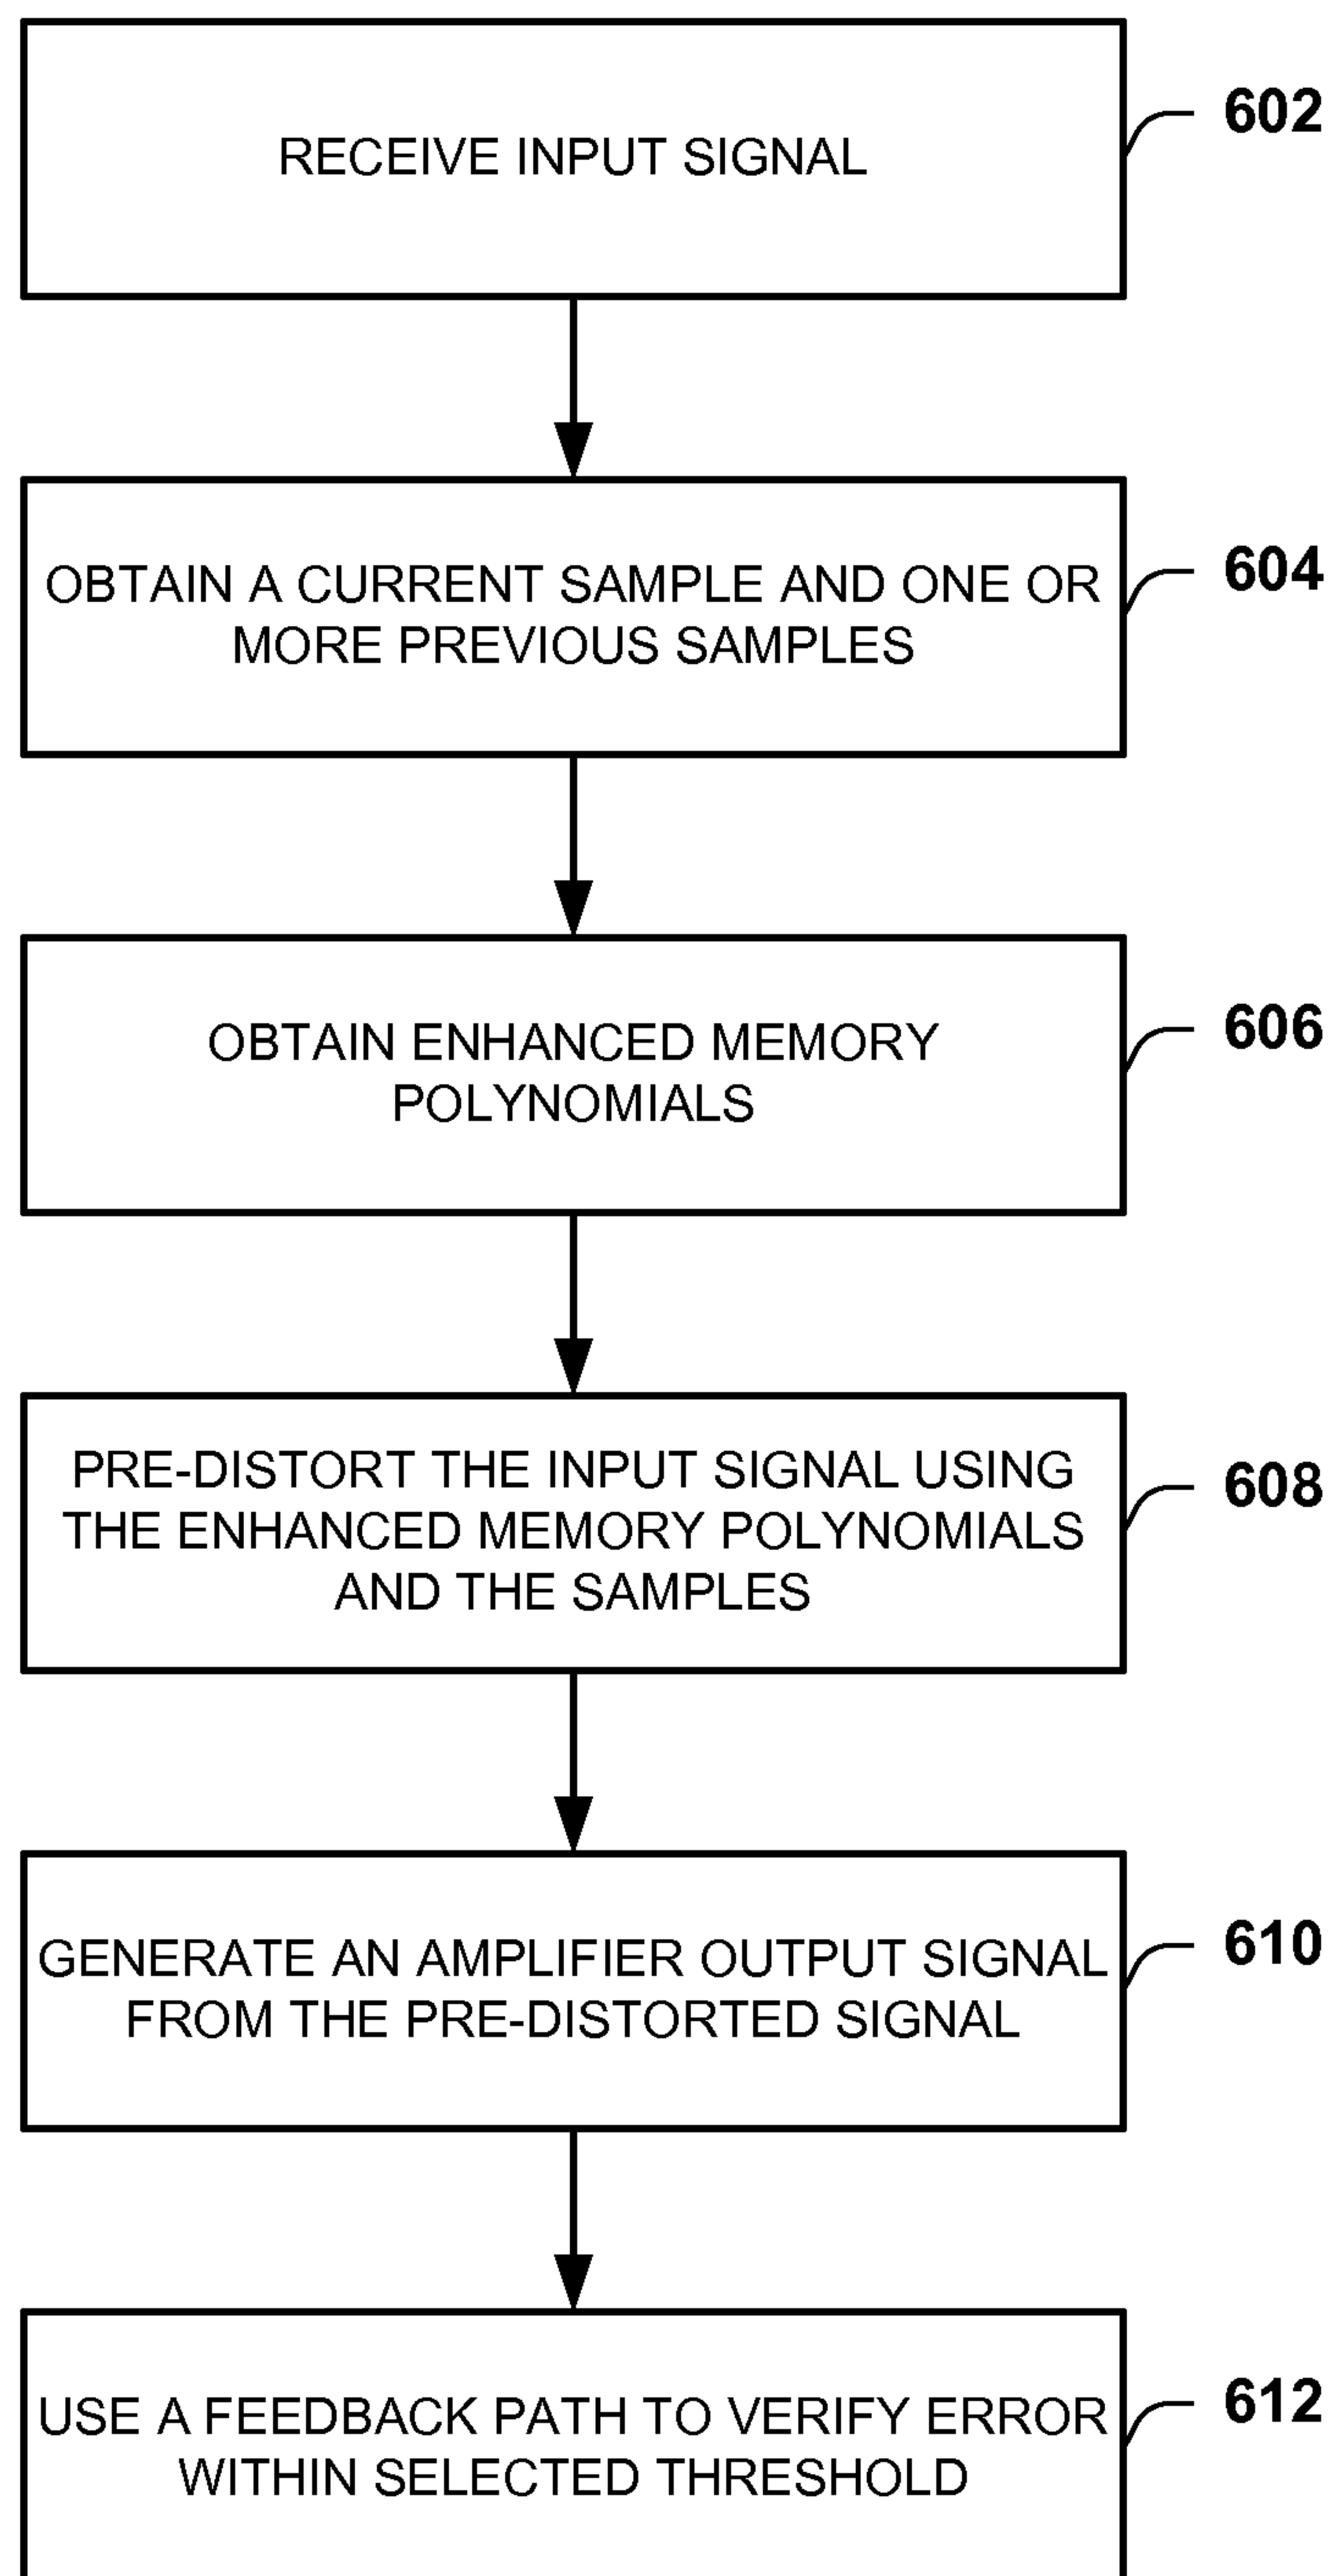 RECEIVE INPUT SIGNAL
602
OBTAIN A CURRENT SAMPLE AND ONE OR
MORE PREVIOUS SAMPLES
604
OBTAIN ENHANCED MEMORY
POLYNOMIALS
606
PRE-DISTORT THE INPUT SIGNAL USING
THE ENHANCED MEMORY POLYNOMIALS
AND THE SAMPLES
608
GENERATE AN AMPLIFIER OUTPUT SIGNAL
FROM THE PRE-DISTORTED SIGNAL
610
USE A FEEDBACK PATH TO VERIFY ERROR
WITHIN SELECTED THRESHOLD
612